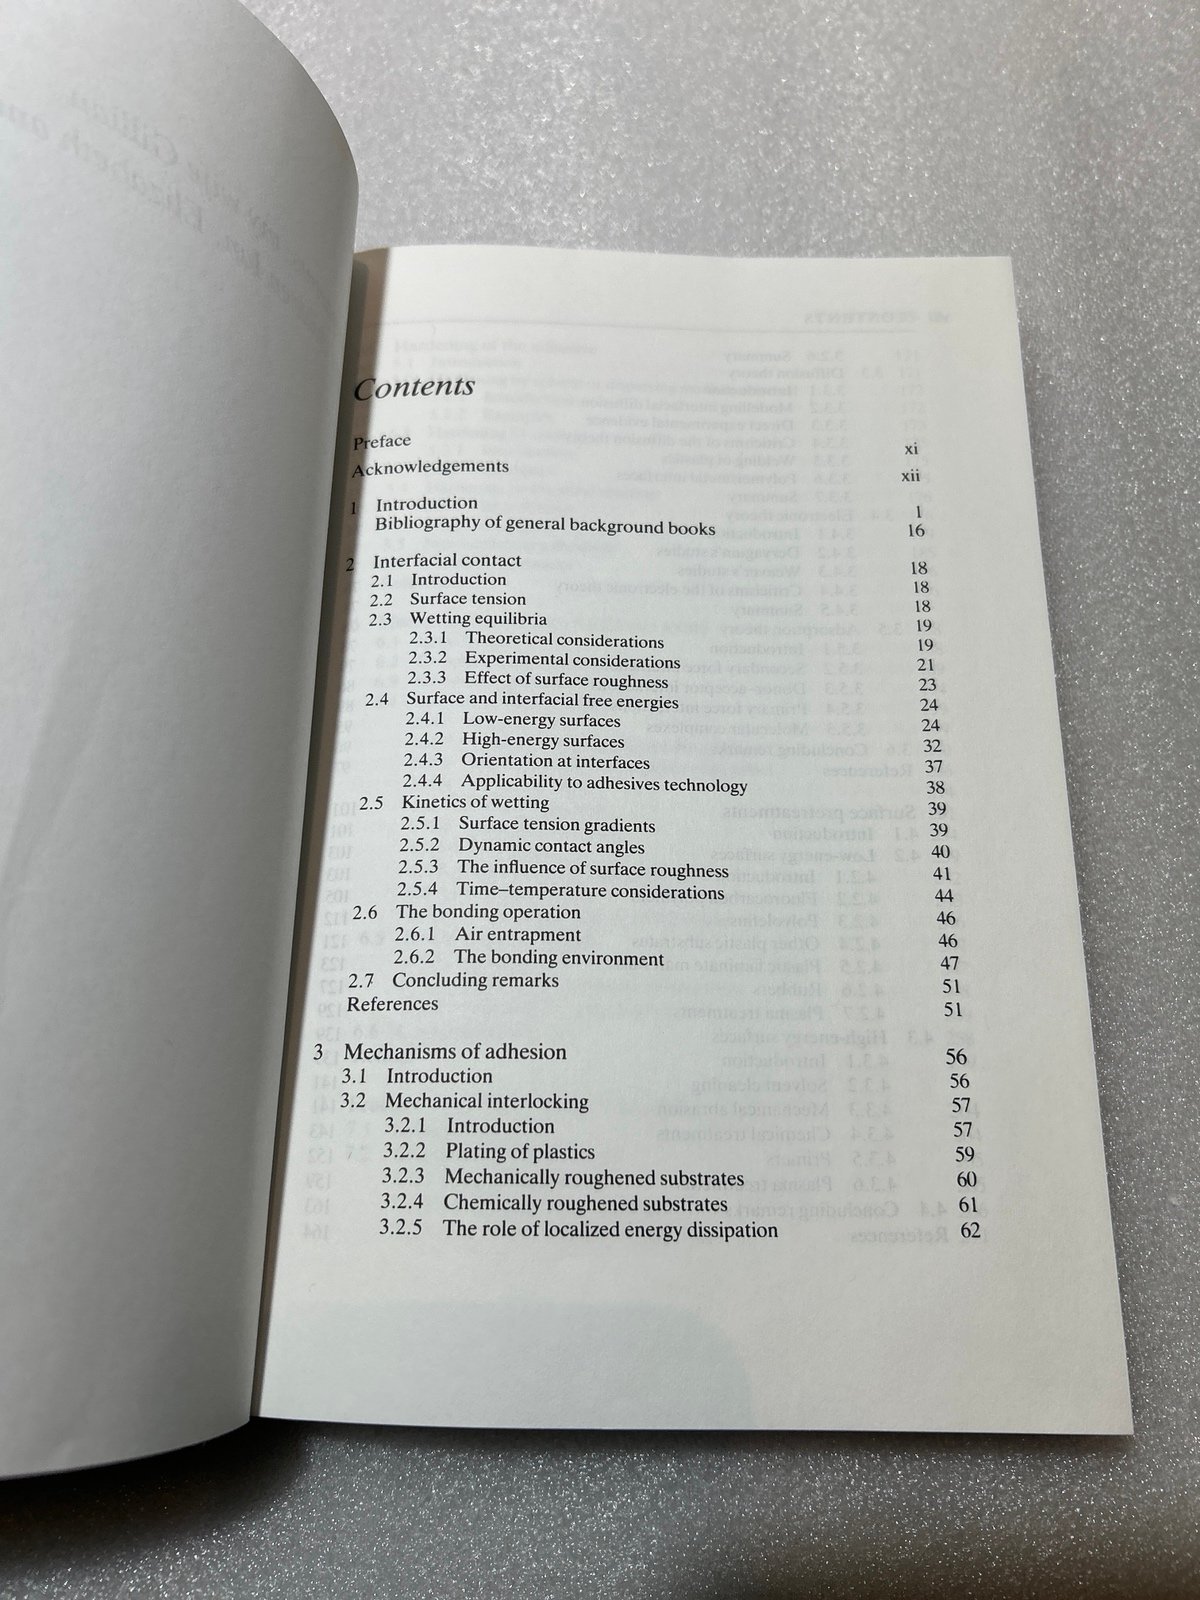 Contents
Preface xi
Acknowledgements xii
1 Introduction 1
Bibliography of general background books 16
2 Interfacial contact 18
2.1 Introduction 18
2.2 Surface tension 18
2.3 Wetting equilibria 19
2.3.1 Theoretical considerations 19
2.3.2 Experimental considerations 21
2.3.3 Effect of surface roughness 23
2.4 Surface and interfacial free energies 24
2.4.1 Low-energy surfaces 24
2.4.2 High-energy surfaces 32
2.4.3 Orientation at interfaces 37
2.4.4 Applicability to adhesives technology 38
2.5 Kinetics of wetting 39
2.5.1 Surface tension gradients 39
2.5.2 Dynamic contact angles 40
2.5.3 The influence of surface roughness 41
2.5.4 Time–temperature considerations 44
2.6 The bonding operation 46
2.6.1 Air entrapment 46
2.6.2 The bonding environment 47
2.7 Concluding remarks 51
References 51
3 Mechanisms of adhesion 56
3.1 Introduction 56
3.2 Mechanical interlocking 57
3.2.1 Introduction 57
3.2.2 Plating of plastics 59
3.2.3 Mechanically roughened substrates 60
3.2.4 Chemically roughened substrates 61
3.2.5 The role of localized energy dissipation 62